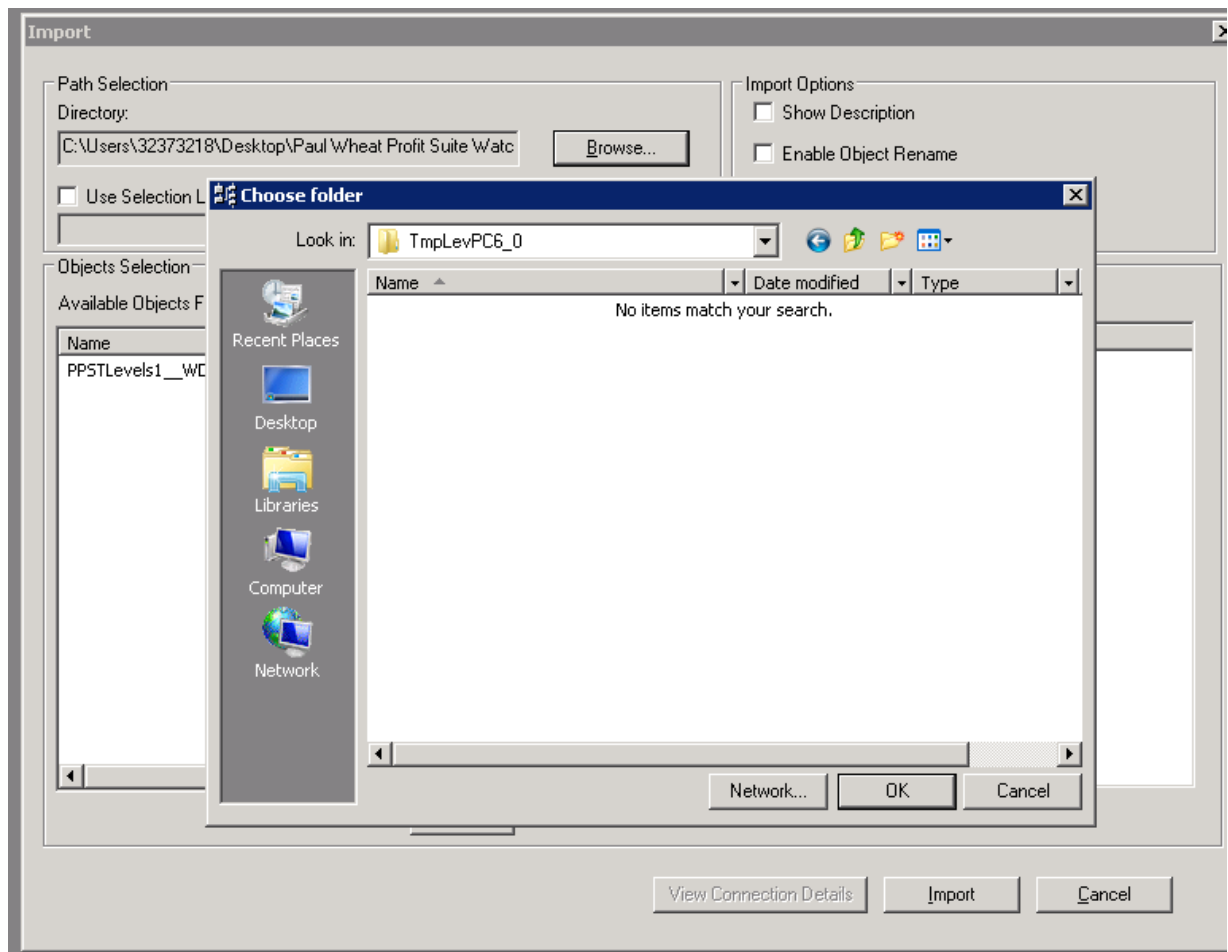 Import
Path Selection
Directory:
C:\Users\32373218\Desktop\Paul Wheat Profit Suite Watc
Browse...
Use Selection L
Import Options
Show Description
Enable Object Rename
Choose folder
Look in:
TmpLevPC6_0
Objects Selection
Available Objects F
Name
PPSTLevels1__WD
Recent Places
Desktop
Libraries
Computer
Network
Name
Date modified
Type
No items match your search.
Network...
OK
Cancel
View Connection Details
Import
Cancel